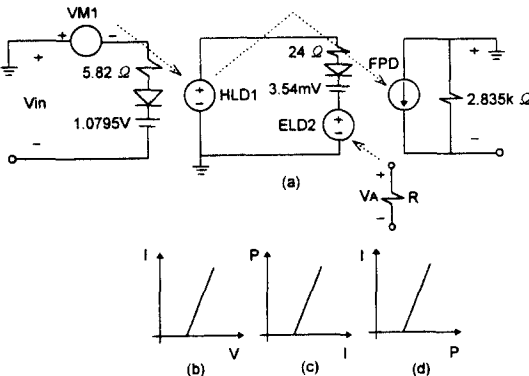 VM1
+ -
+ 5.82 Ω
Vin
1.0795V
-
+
-
HLD1
24 Ω
3.54mV
+
-
ELD2
FPD
+
2.835k Ω
-
(a)
+
VA R
-
I
V
(b)
P
I
(c)
I
P
(d)